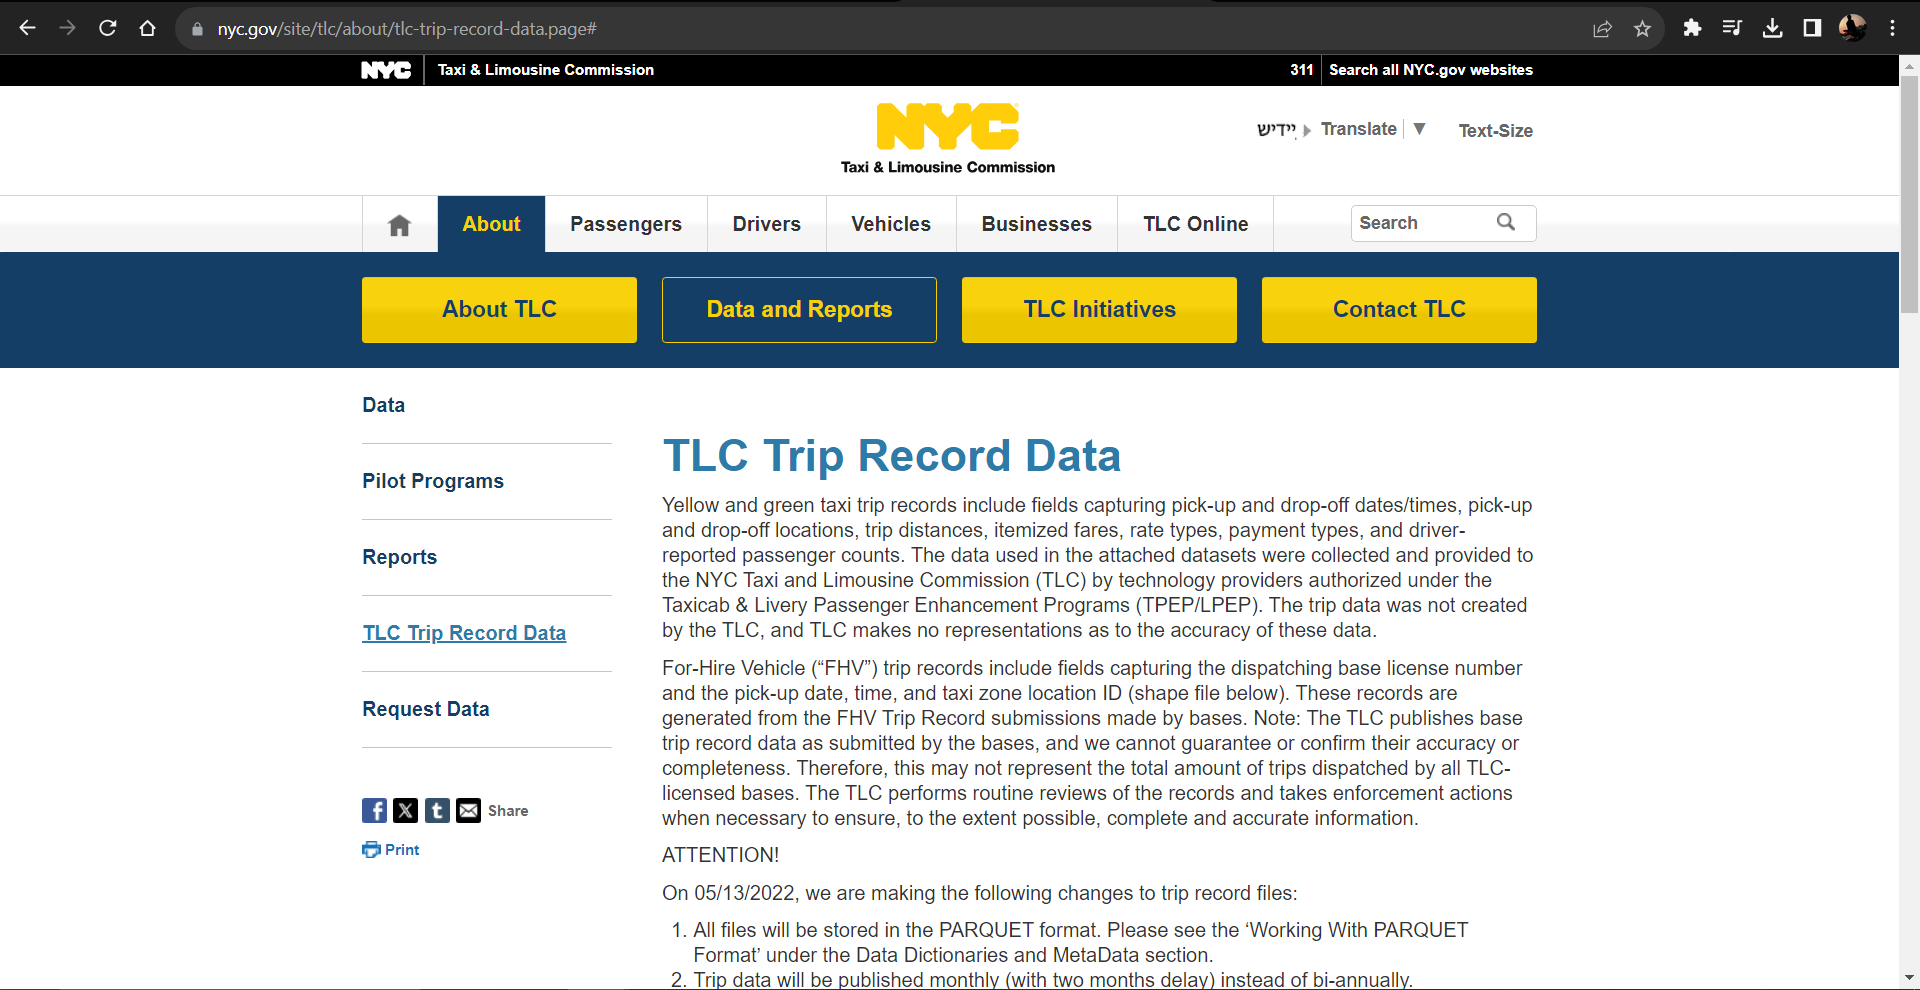 nyc.gov/site/tlc/about/tlc-trip-record-data.page#
NYC Taxi & Limousine Commission
311 Search all NYC.gov websites
NYC
Taxi & Limousine Commission
ייִדיש Translate ▼ Text-Size
About Passengers Drivers Vehicles Businesses TLC Online Search
About TLC Data and Reports TLC Initiatives Contact TLC
Data
Pilot Programs
Reports
TLC Trip Record Data
Request Data
Share
Print
TLC Trip Record Data
Yellow and green taxi trip records include fields capturing pick-up and drop-off dates/times, pick-up
and drop-off locations, trip distances, itemized fares, rate types, payment types, and driver-
reported passenger counts. The data used in the attached datasets were collected and provided to
the NYC Taxi and Limousine Commission (TLC) by technology providers authorized under the
Taxicab & Livery Passenger Enhancement Programs (TPEP/LPEP). The trip data was not created
by the TLC, and TLC makes no representations as to the accuracy of these data.
For-Hire Vehicle (“FHV”) trip records include fields capturing the dispatching base license number
and the pick-up date, time, and taxi zone location ID (shape file below). These records are
generated from the FHV Trip Record submissions made by bases. Note: The TLC publishes base
trip record data as submitted by the bases, and we cannot guarantee or confirm their accuracy or
completeness. Therefore, this may not represent the total amount of trips dispatched by all TLC-
licensed bases. The TLC performs routine reviews of the records and takes enforcement actions
when necessary to ensure, to the extent possible, complete and accurate information.
ATTENTION!
On 05/13/2022, we are making the following changes to trip record files:
1. All files will be stored in the PARQUET format. Please see the ‘Working With PARQUET
Format’ under the Data Dictionaries and MetaData section.
2. Trip data will be published monthly (with two months delay) instead of bi-annually.